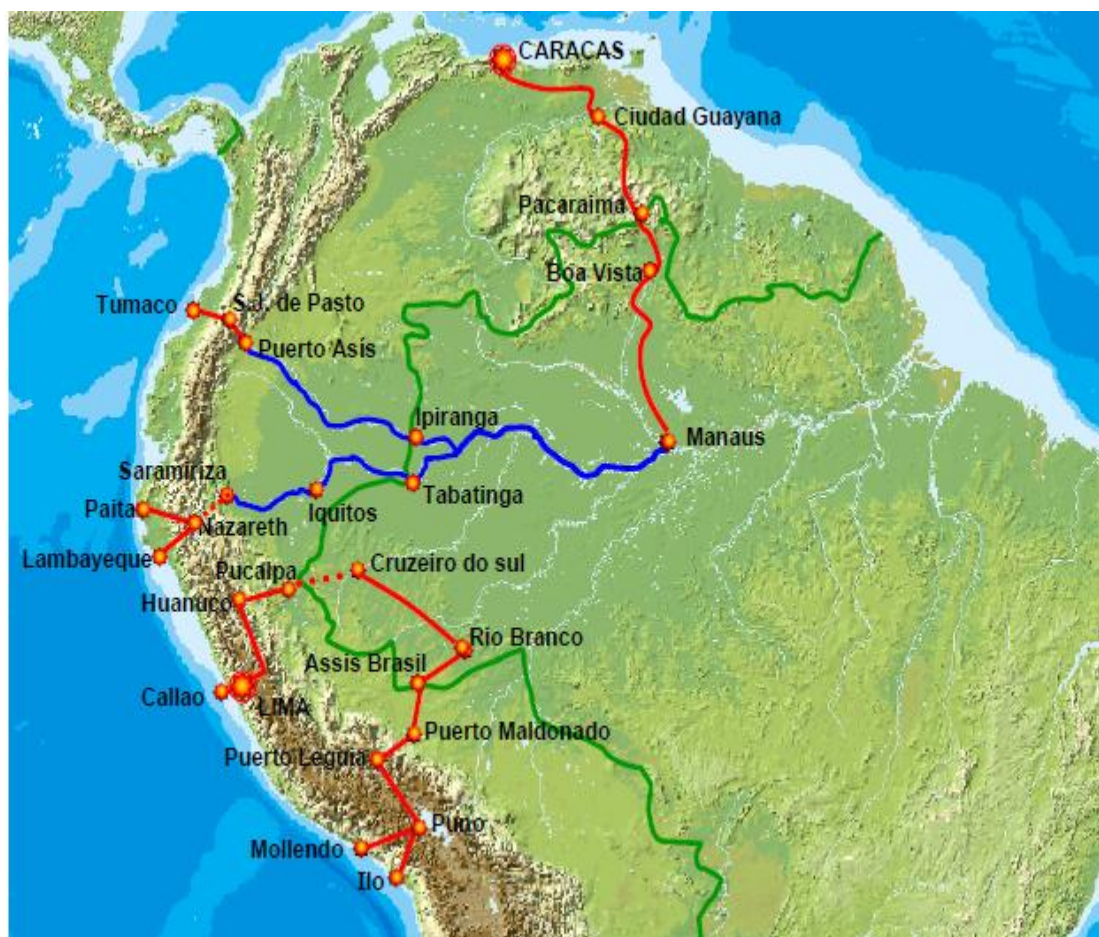 CARACAS
Ciudad Guayana
Pacaraima
Boa Vista
Tumaco
S.J. de Pasto
Puerto Asis
Ipiranga
Manaus
Saramiriza
Tabatinga
Iquitos
Paita
Nazareth
Lambayeque
Cruzeiro do sul
Pucalpa
Huanuco
Rio Branco
Assis Brasil
Callao
LIMA
Puerto Maldonado
Puerto Leguia
Puno
Mollendo
Ilo